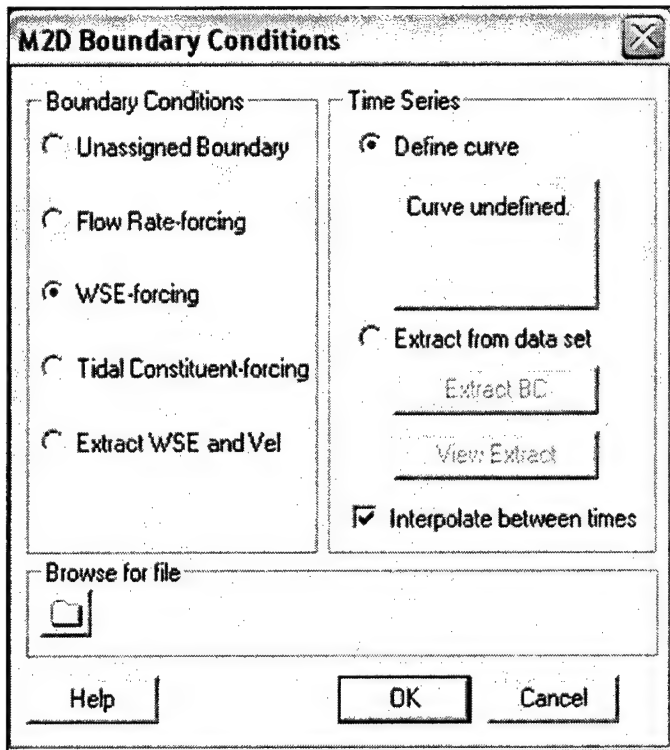 M2D Boundary Conditions
Boundary Conditions
Unassigned Boundary
Flow Rate-forcing
WSE-forcing
Tidal Constituent-forcing
Extract WSE and Vel
Time Series
Define curve
Curve undefined.
Extract from data set
Extract BC
View Extract
Interpolate between times
Browse for file
Help
OK
Cancel